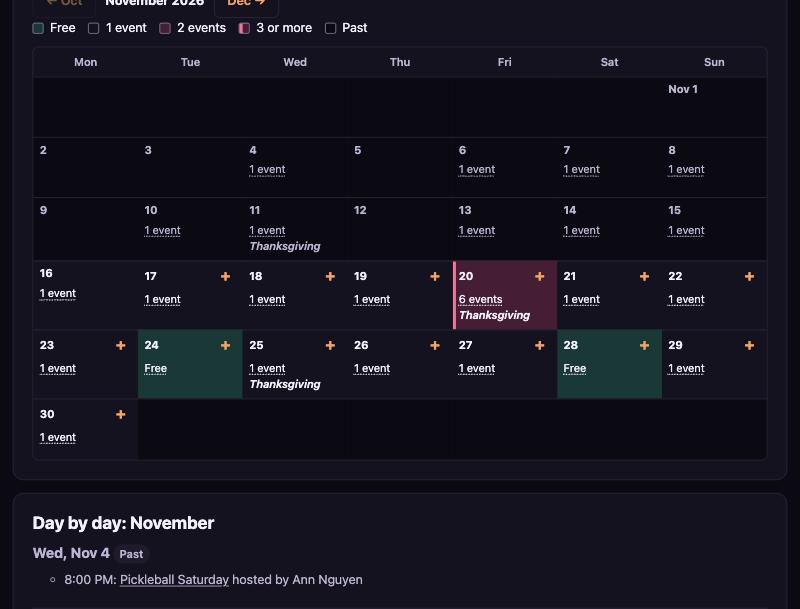 ← Oct November 2026 Dec →
Free 1 event 2 events 3 or more Past
Mon Tue Wed Thu Fri Sat Sun
Nov 1
2 3 4 5 6 7 8
1 event 1 event 1 event 1 event
9 10 11 12 13 14 15
1 event 1 event 1 event 1 event 1 event
Thanksgiving
16 17 + 18 + 19 + 20 + 21 + 22 +
1 event 1 event 1 event 1 event 6 events 1 event 1 event
Thanksgiving
23 + 24 + 25 + 26 + 27 + 28 + 29 +
1 event Free 1 event 1 event 1 event Free 1 event
Thanksgiving
30 +
1 event
Day by day: November
Wed, Nov 4 Past
8:00 PM: Pickleball Saturday hosted by Ann Nguyen